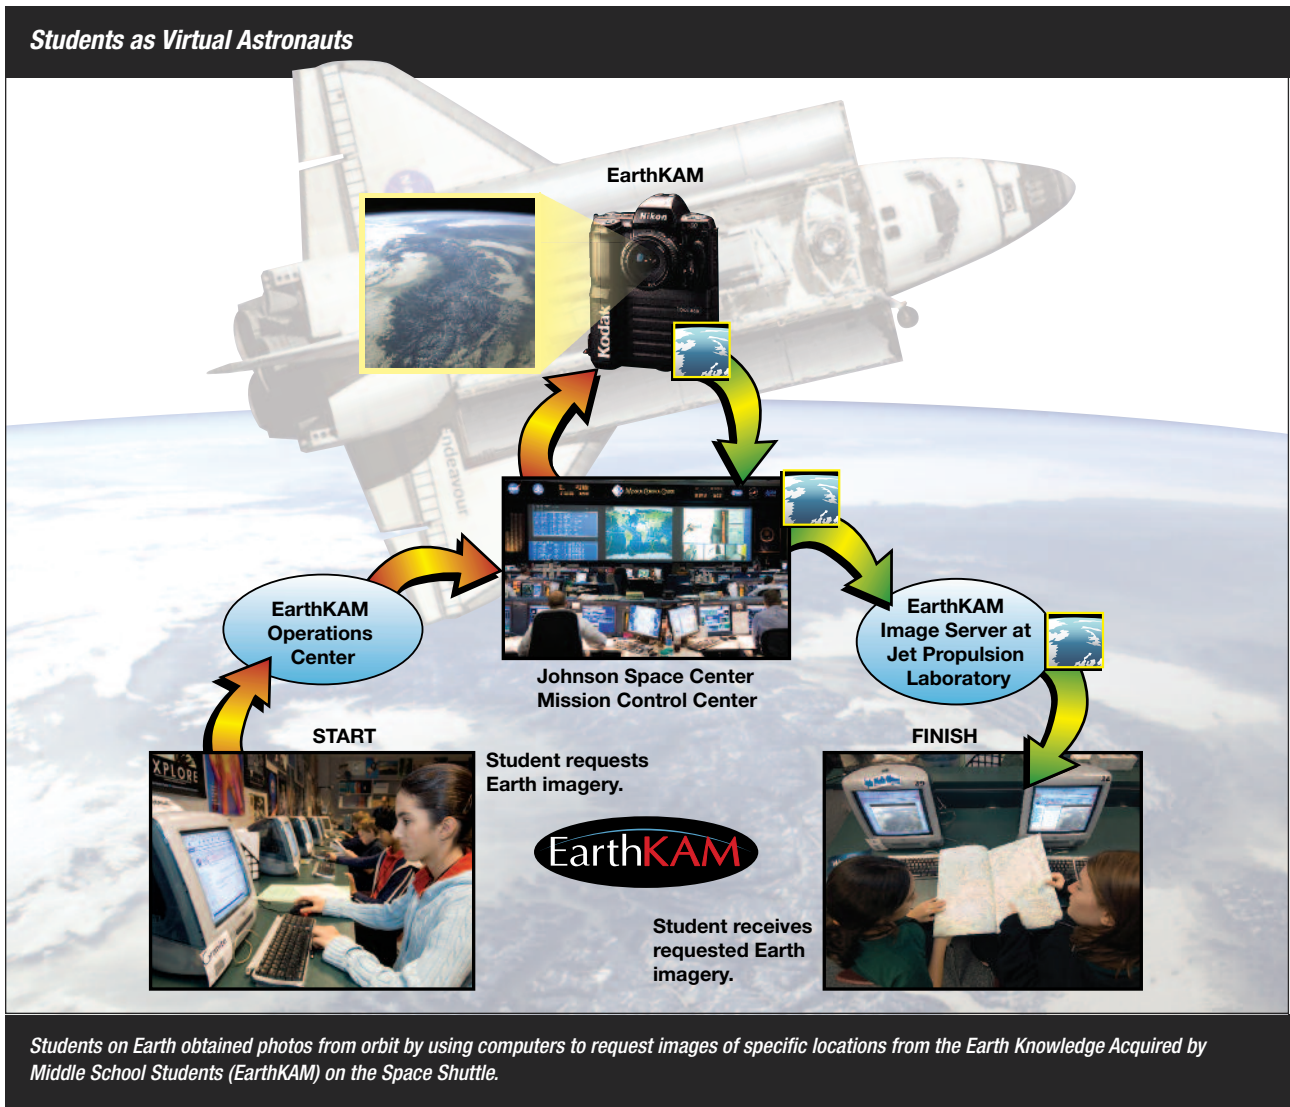 Students as Virtual Astronauts
EarthKAM
Nikon
Kodak
Endeavour
EarthKAM
Operations
Center
Johnson Space Center
Mission Control Center
EarthKAM
Image Server at
Jet Propulsion
Laboratory
START
XPLORE
Student requests
Earth imagery.
EarthKAM
FINISH
Student receives
requested Earth
imagery.
Students on Earth obtained photos from orbit by using computers to request images of specific locations from the Earth Knowledge Acquired by
Middle School Students (EarthKAM) on the Space Shuttle.